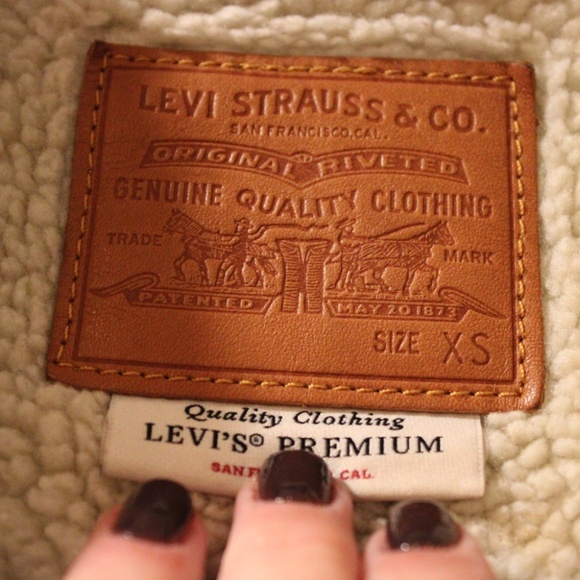 LEVI STRAUSS & CO.
SAN FRANCISCO, CAL.
ORIGINAL RIVETED
GENUINE QUALITY CLOTHING
TRADE MARK
PATENTED MAY 20 1873
SIZE XS
Quality Clothing
LEVI'S® PREMIUM
SAN CAL